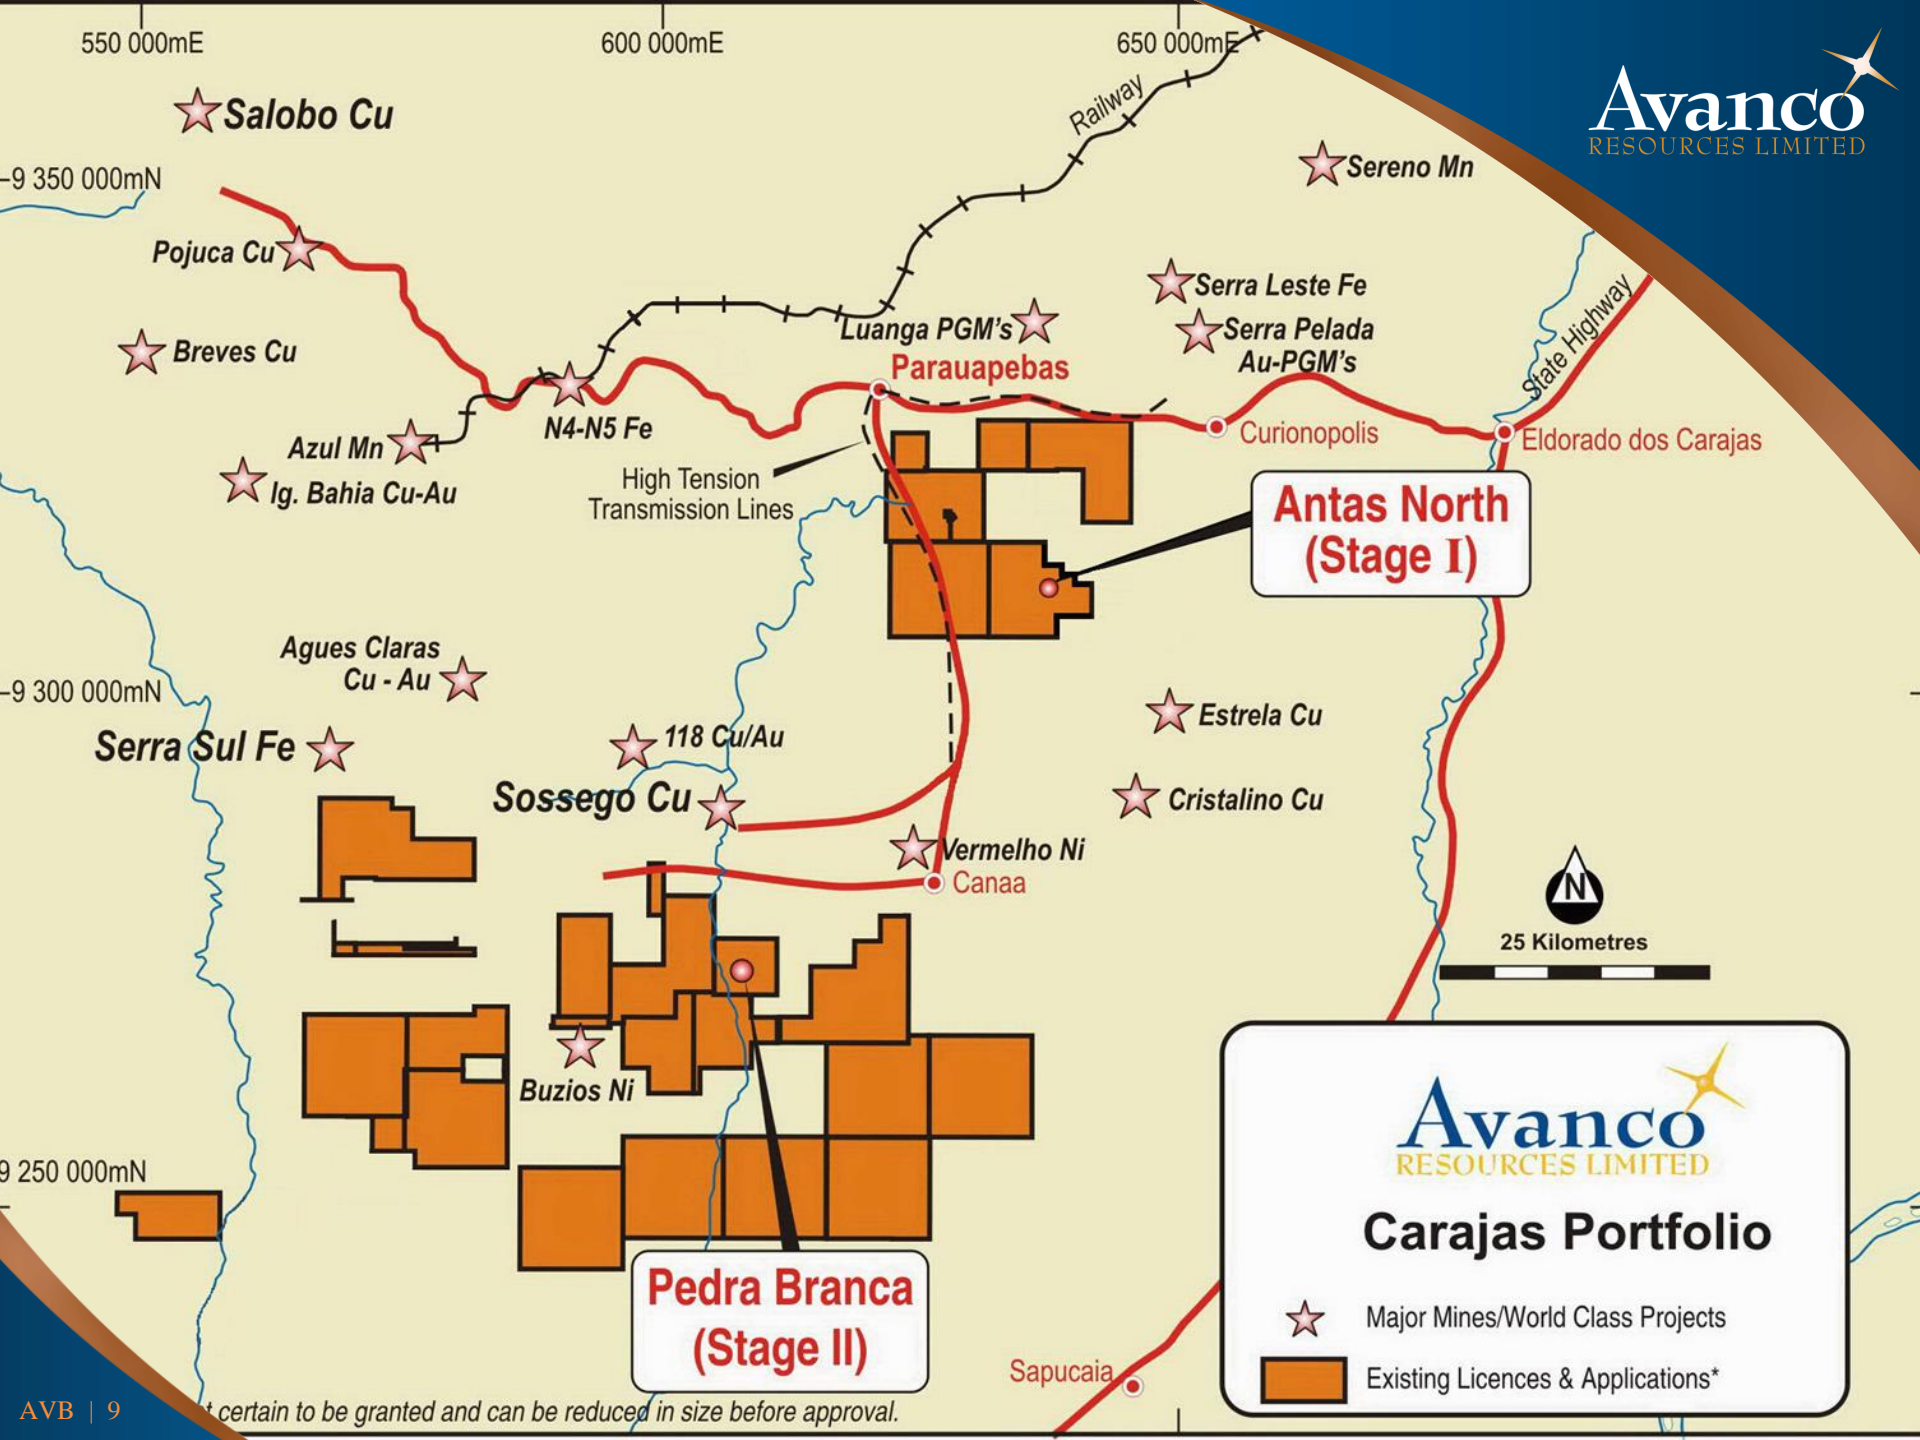 550 000mE
600 000mE
650 000mE
Avanco
RESOURCES LIMITED
Salobo Cu
Railway
Sereno Mn
9 350 000mN
Pojuca Cu
Serra Leste Fe
Luanga PGM's
Serra Pelada
Au-PGM's
State Highway
Breves Cu
Parauapebas
N4-N5 Fe
Curionopolis
Eldorado dos Carajas
Azul Mn
Ig. Bahia Cu-Au
High Tension
Transmission Lines
Antas North
(Stage I)
Agues Claras
Cu - Au
9 300 000mN
Estrela Cu
Serra Sul Fe
118 Cu/Au
Sossego Cu
Cristalino Cu
Vermelho Ni
Canaa
N
25 Kilometres
Buzios Ni
Avanco
RESOURCES LIMITED
9 250 000mN
Carajas Portfolio
Pedra Branca
(Stage II)
Major Mines/World Class Projects
Sapucaia
Existing Licences & Applications*
AVB | 9
certain to be granted and can be reduced in size before approval.